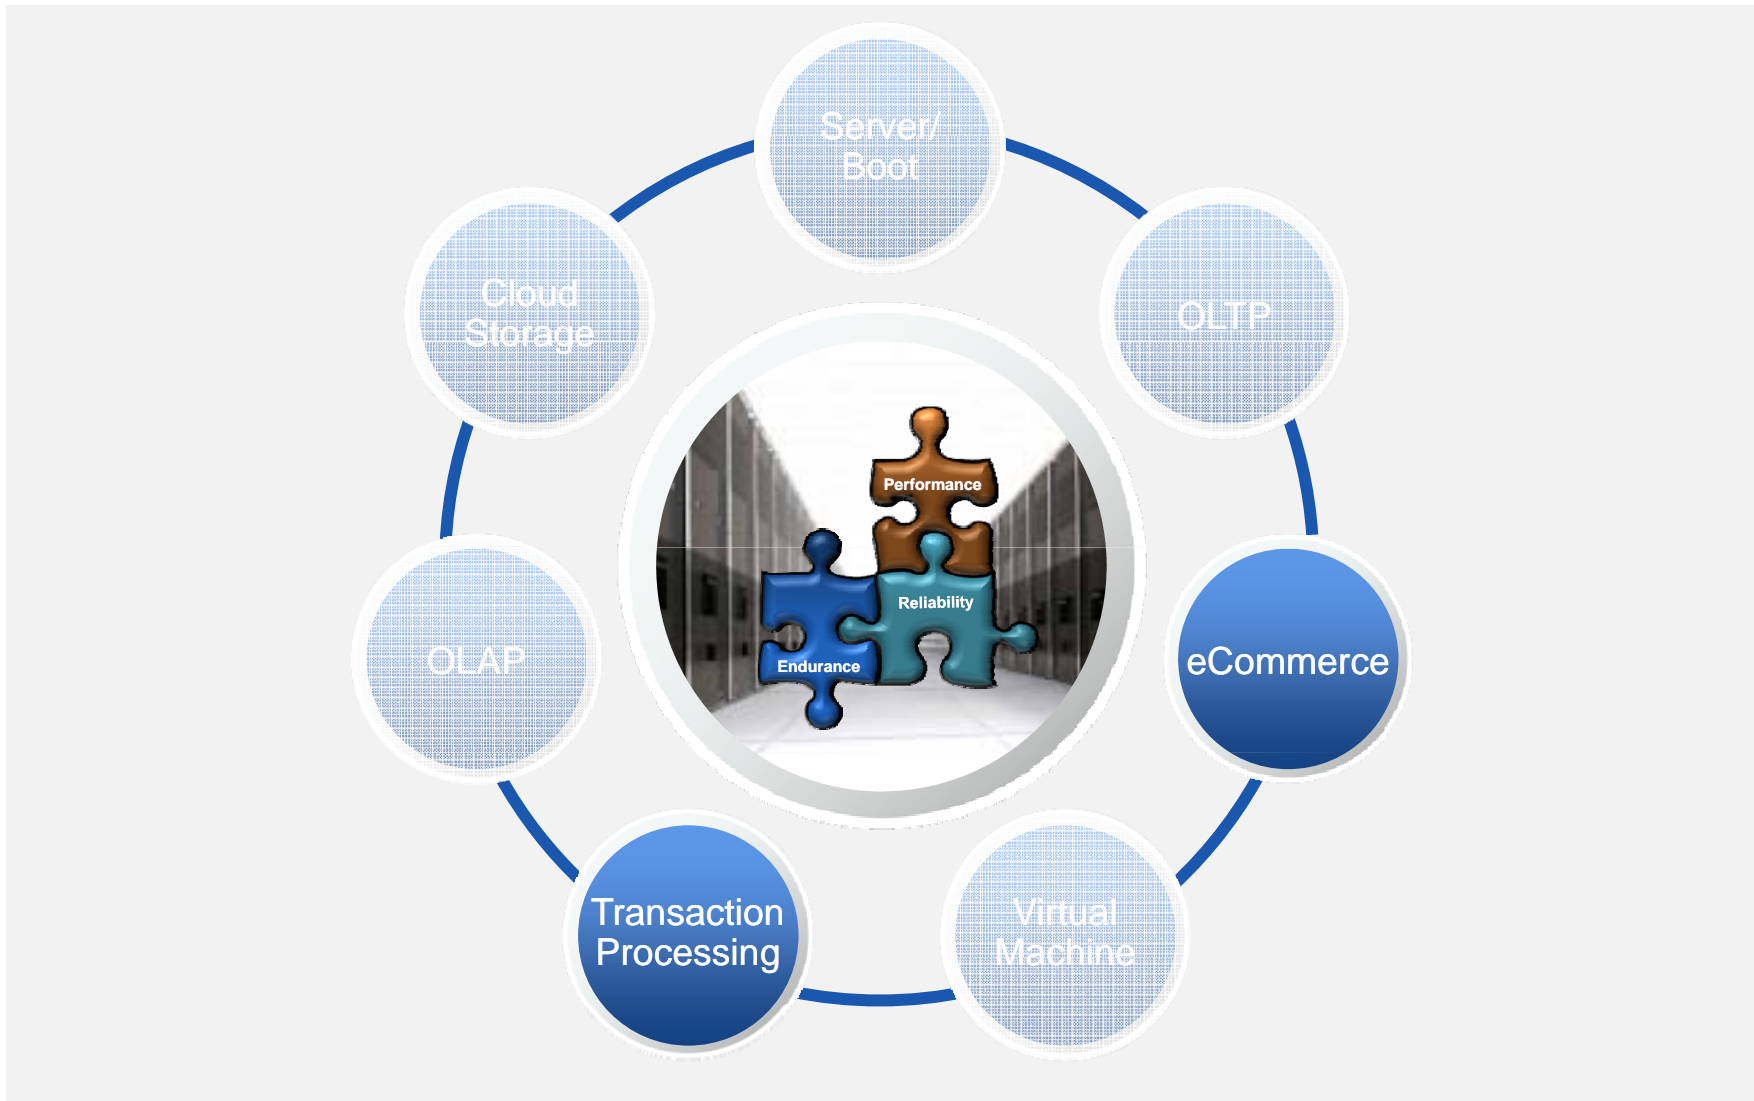 Server/
Boot
Cloud
Storage
OLTP
Performance
Reliability
Endurance
OLAP
eCommerce
Transaction
Processing
Virtual
Machine